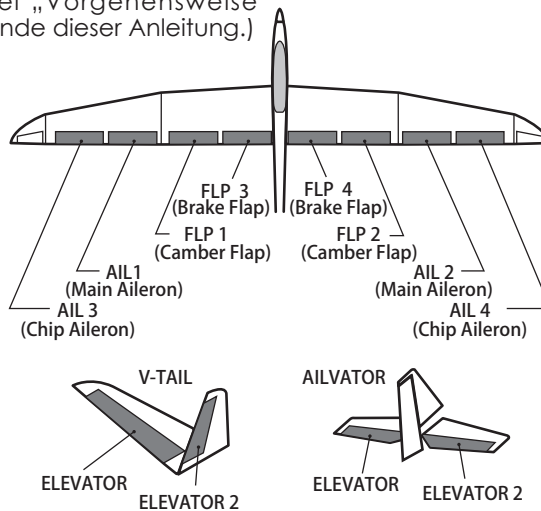 et „Vorgehensweise
nde dieser Anleitung.)
FLP 3
(Brake Flap)
FLP 4
(Brake Flap)
FLP 1
(Camber Flap)
FLP 2
(Camber Flap)
AIL1
(Main Aileron)
AIL 2
(Main Aileron)
AIL 3
(Chip Aileron)
AIL 4
(Chip Aileron)
V-TAIL
AILVATOR
ELEVATOR
ELEVATOR 2
ELEVATOR
ELEVATOR 2